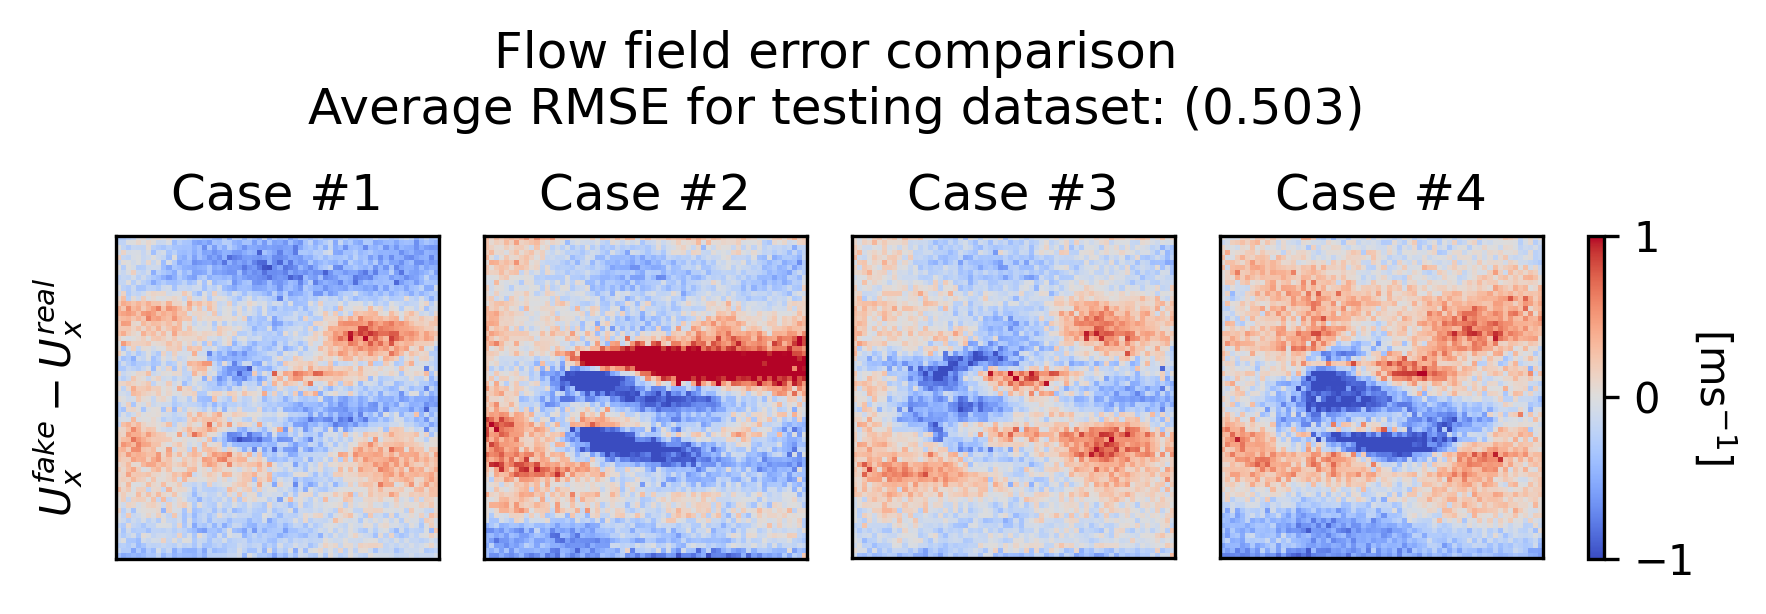 Flow field error comparison
Average RMSE for testing dataset: (0.503)
Case #1
Case #2
Case #3
Case #4
U_x^{fake} − U_x^{real}
1
0
−1
[ms⁻¹]